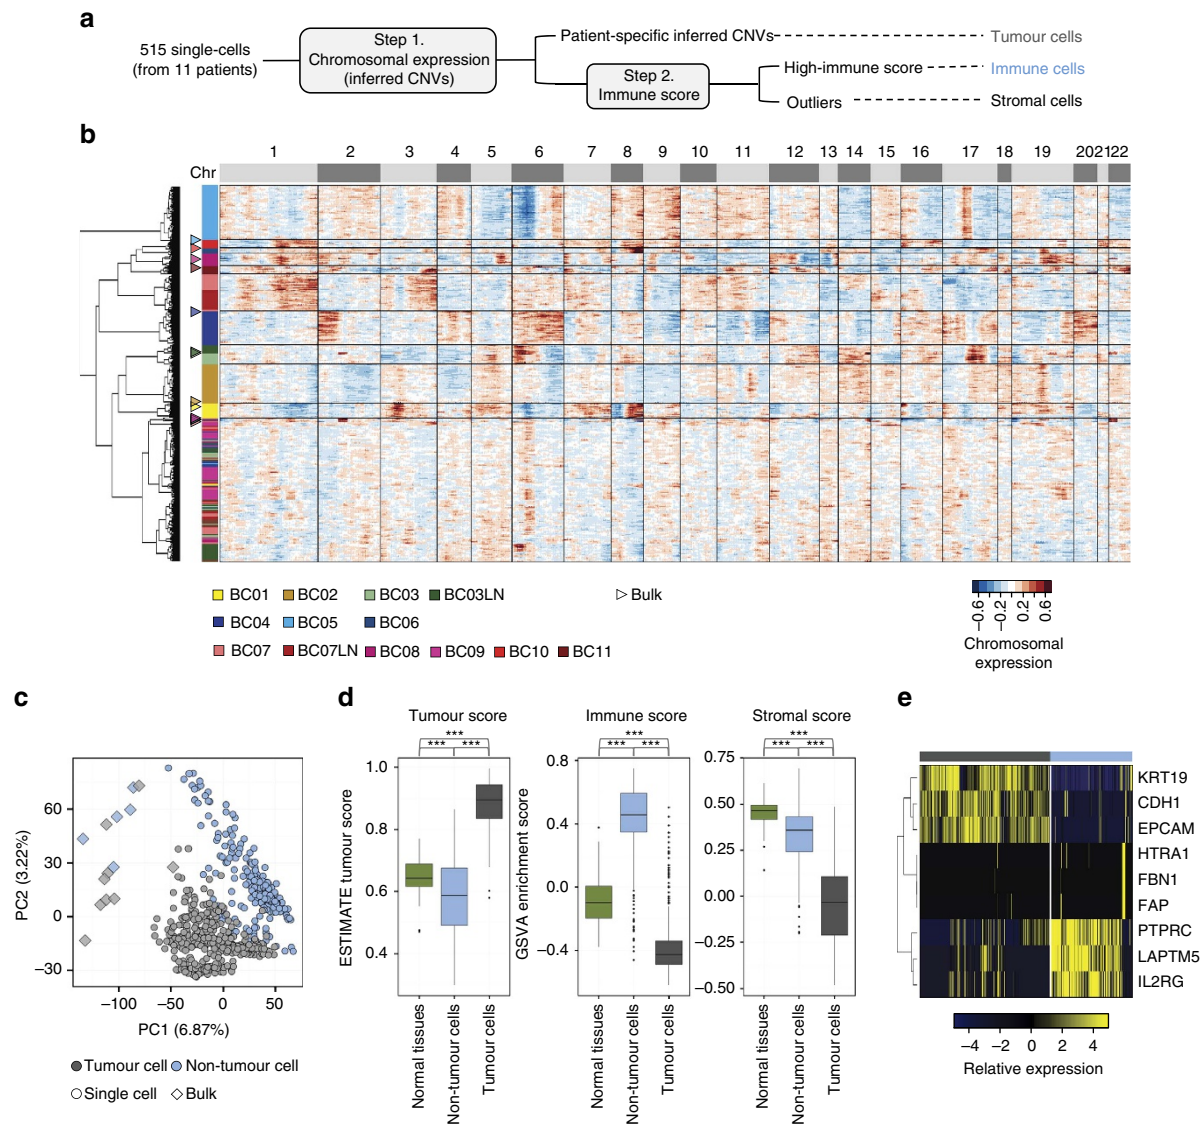 a
515 single-cells
(from 11 patients)
Step 1.
Chromosomal expression
(inferred CNVs)
Patient-specific inferred CNVs
Tumour cells
Step 2.
Immune score
High-immune score
Immune cells
Outliers
Stromal cells
b
Chr
1 2 3 4 5 6 7 8 9 10 11 12 13 14 15 16 17 18 19 20 21 22
BC01 BC02 BC03 BC03LN Bulk
BC04 BC05 BC06
BC07 BC07LN BC08 BC09 BC10 BC11
−0.6 −0.2 0.2 0.6
Chromosomal
expression
c
PC2 (3.22%)
60
30
0
−30
−100 −50 0 50
PC1 (6.87%)
Tumour cell Non-tumour cell
Single cell Bulk
d
Tumour score
***
*** ***
ESTIMATE tumour score
1.0
0.8
0.6
0.4
Normal tissues
Non-tumour cells
Tumour cells
Immune score
***
*** ***
GSVA enrichment score
0.8
0.4
0.0
−0.4
Normal tissues
Non-tumour cells
Tumour cells
Stromal score
***
*** ***
0.75
0.50
0.25
0.00
−0.25
−0.50
Normal tissues
Non-tumour cells
Tumour cells
e
KRT19
CDH1
EPCAM
HTRA1
FBN1
FAP
PTPRC
LAPTM5
IL2RG
−4 −2 0 2 4
Relative expression